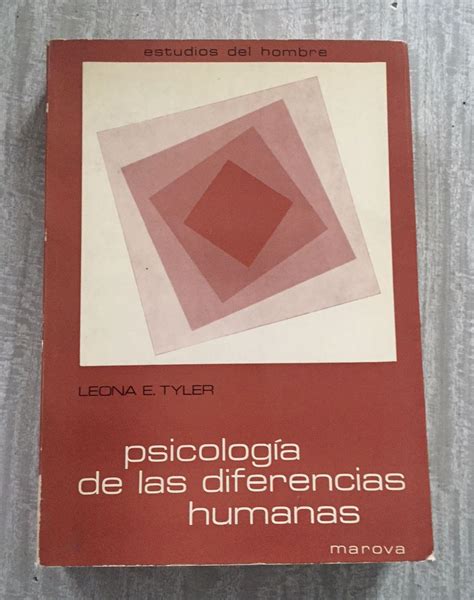 estudios del hombre
LEONA E. TYLER
psicología
de las diferencias
humanas
marova